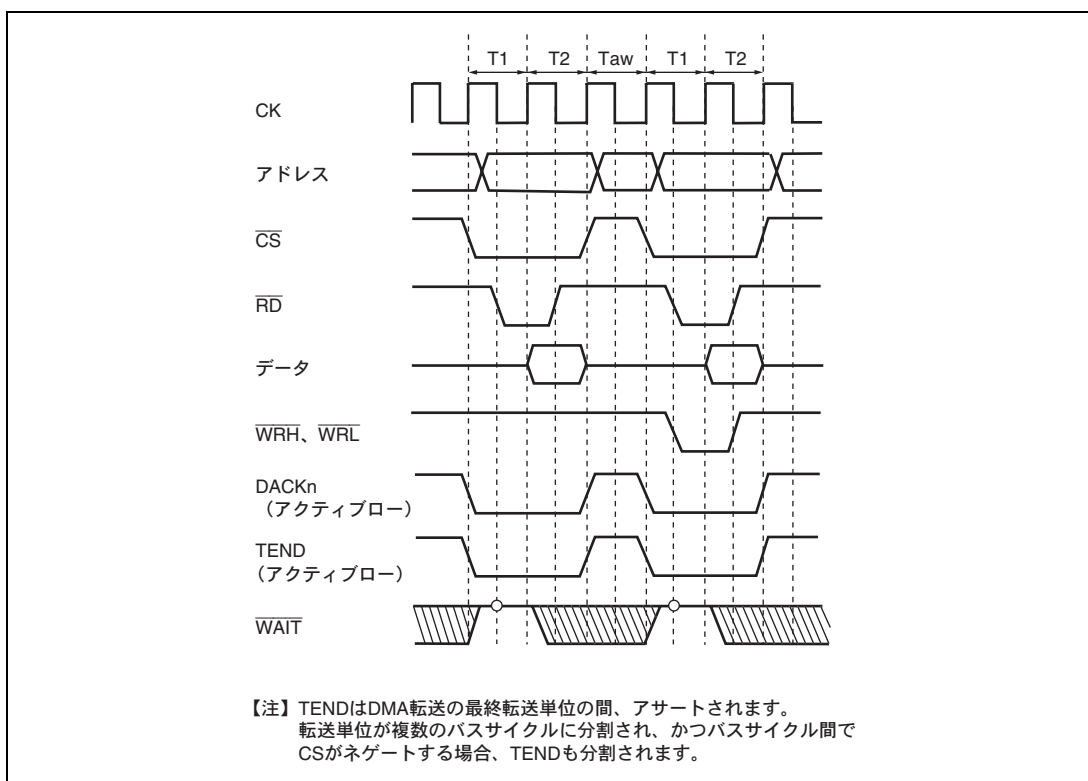 T1 T2 Taw T1 T2
CK
アドレス
CS
RD
データ
WRH、WRL
DACKn
（アクティブロー）
TEND
（アクティブロー）
WAIT
【注】TENDはDMA転送の最終転送単位の間、アサートされます。
転送単位が複数のバスサイクルに分割され、かつバスサイクル間で
CSがネゲートする場合、TENDも分割されます。